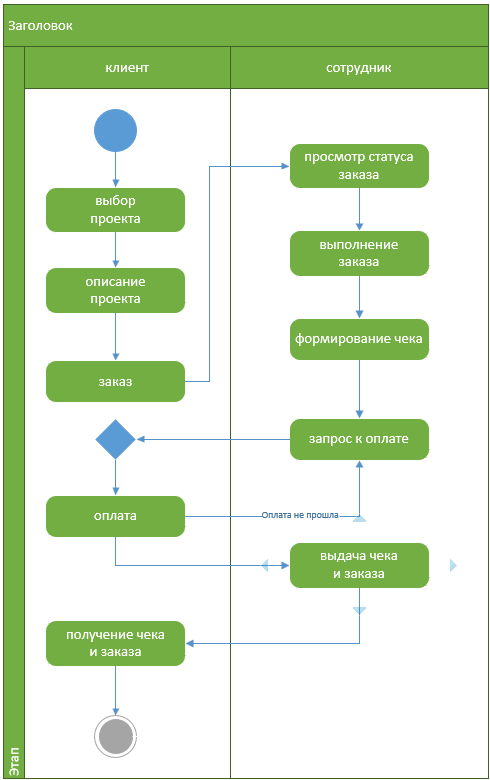 Заголовок
клиент
сотрудник
выбор
проекта
описание
проекта
заказ
оплата
получение чека
и заказа
просмотр статуса
заказа
выполнение
заказа
формирование чека
запрос к оплате
Оплата не прошла
выдача чека
и заказа
Этап